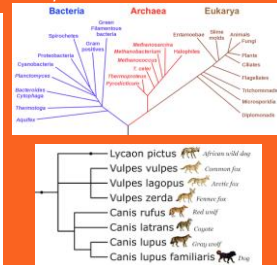 Bacteria
Archaea
Eukarya
Green
Filamentous
bacteria
Spirochetes
Gram
positives
Proteobacteria
Cyanobacteria
Planctomyces
Bacteroides
Cytophaga
Thermotoga
Aquifex
Methanosarcina
Methanobacterium
Methanococcus
T. celer
Thermoproteus
Pyrodicticum
Halophiles
Entamoebae
Slime
molds
Animals
Fungi
Plants
Ciliates
Flagellates
Trichomonads
Microsporidia
Diplomonads
Lycaon pictus African wild dog
Vulpes vulpes Common fox
Vulpes lagopus Arctic fox
Vulpes zerda Fennec fox
Canis rufus Red wolf
Canis latrans Coyote
Canis lupus Gray wolf
Canis lupus familiaris Dog